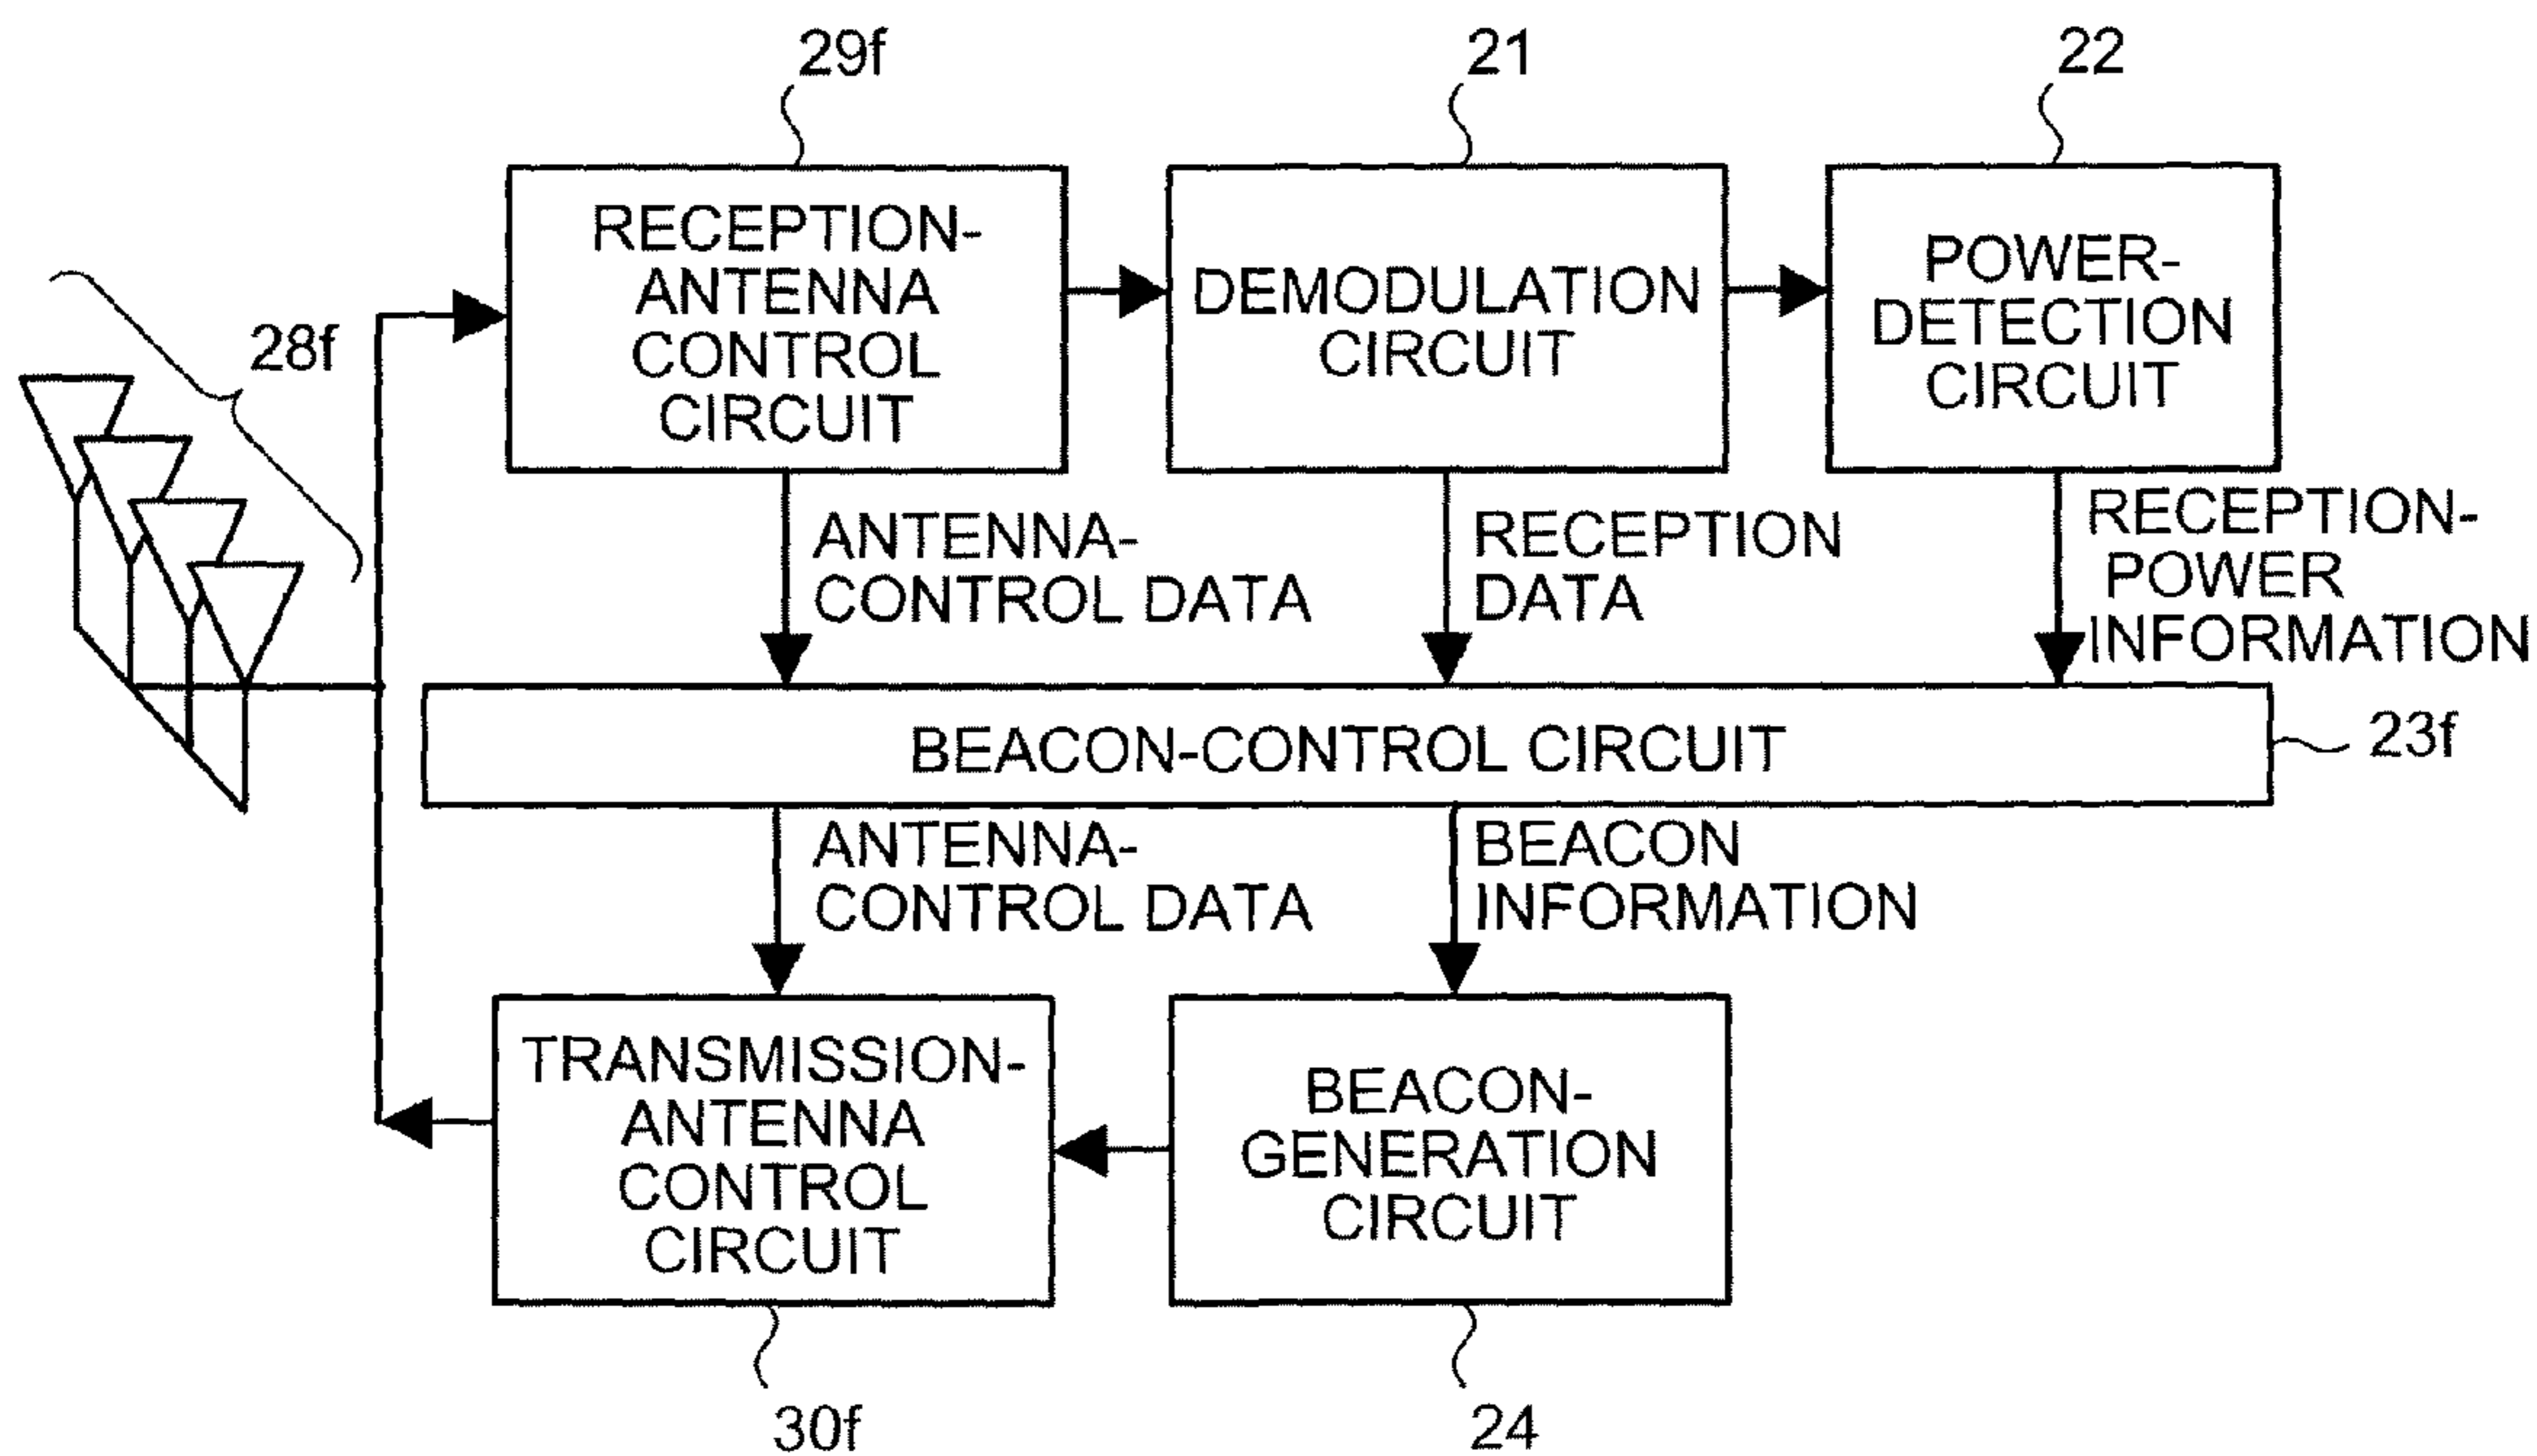 29f
21
22
RECEPTION-
ANTENNA
CONTROL
CIRCUIT
DEMODULATION
CIRCUIT
POWER-
DETECTION
CIRCUIT
28f
ANTENNA-
CONTROL DATA
RECEPTION
DATA
RECEPTION-
POWER
INFORMATION
BEACON-CONTROL CIRCUIT
23f
ANTENNA-
CONTROL DATA
BEACON
INFORMATION
TRANSMISSION-
ANTENNA
CONTROL
CIRCUIT
BEACON-
GENERATION
CIRCUIT
30f
24